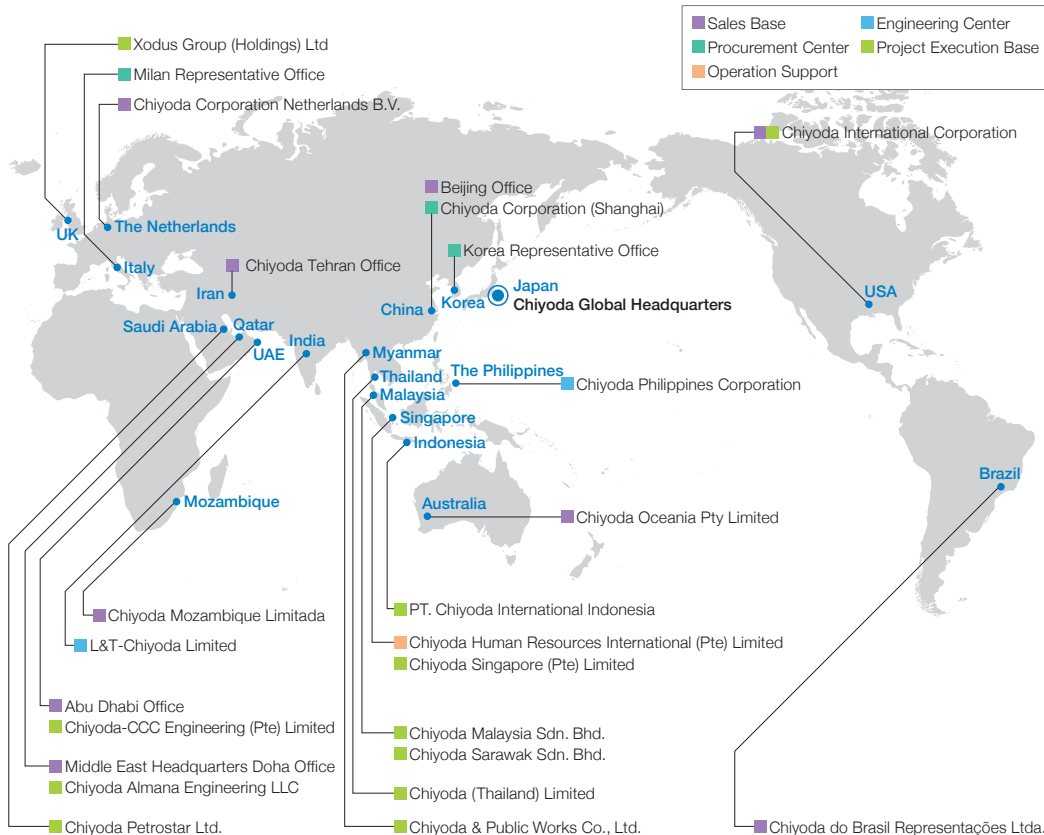 Sales Base
Engineering Center
Procurement Center
Project Execution Base
Operation Support
Xodus Group (Holdings) Ltd
Milan Representative Office
Chiyoda Corporation Netherlands B.V.
Chiyoda International Corporation
Beijing Office
Chiyoda Corporation (Shanghai)
Korea Representative Office
Chiyoda Tehran Office
UK
The Netherlands
Italy
Iran
China
Korea
Japan
Chiyoda Global Headquarters
USA
Saudi Arabia
Qatar
UAE
India
Myanmar
Thailand
Malaysia
The Philippines
Chiyoda Philippines Corporation
Singapore
Indonesia
Brazil
Mozambique
Australia
Chiyoda Oceania Pty Limited
Chiyoda Mozambique Limitada
L&T-Chiyoda Limited
PT. Chiyoda International Indonesia
Chiyoda Human Resources International (Pte) Limited
Chiyoda Singapore (Pte) Limited
Abu Dhabi Office
Chiyoda-CCC Engineering (Pte) Limited
Chiyoda Malaysia Sdn. Bhd.
Chiyoda Sarawak Sdn. Bhd.
Middle East Headquarters Doha Office
Chiyoda Almana Engineering LLC
Chiyoda (Thailand) Limited
Chiyoda Petrostar Ltd.
Chiyoda & Public Works Co., Ltd.
Chiyoda do Brasil Representações Ltda.